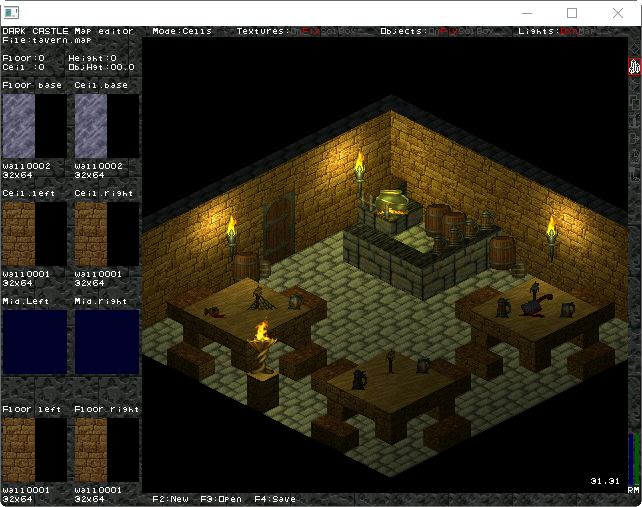 DARK CASTLE Map editor
File:tavern.map
Mode:Cells Textures: Objects: Lights:
Floor:0 Height:0
Ceil :0 ObjHgt:00.0
Floor base Ceil.base
Wall0002 Wall0002
32x64 32x64
Ceil.left Ceil.right
Wall0001 Wall0001
32x64 32x64
Mid.Left Mid.right
Floor left Floor right
Wall0001 Wall0001
32x64 32x64
31.31
RM
F2:New F3:Open F4:Save